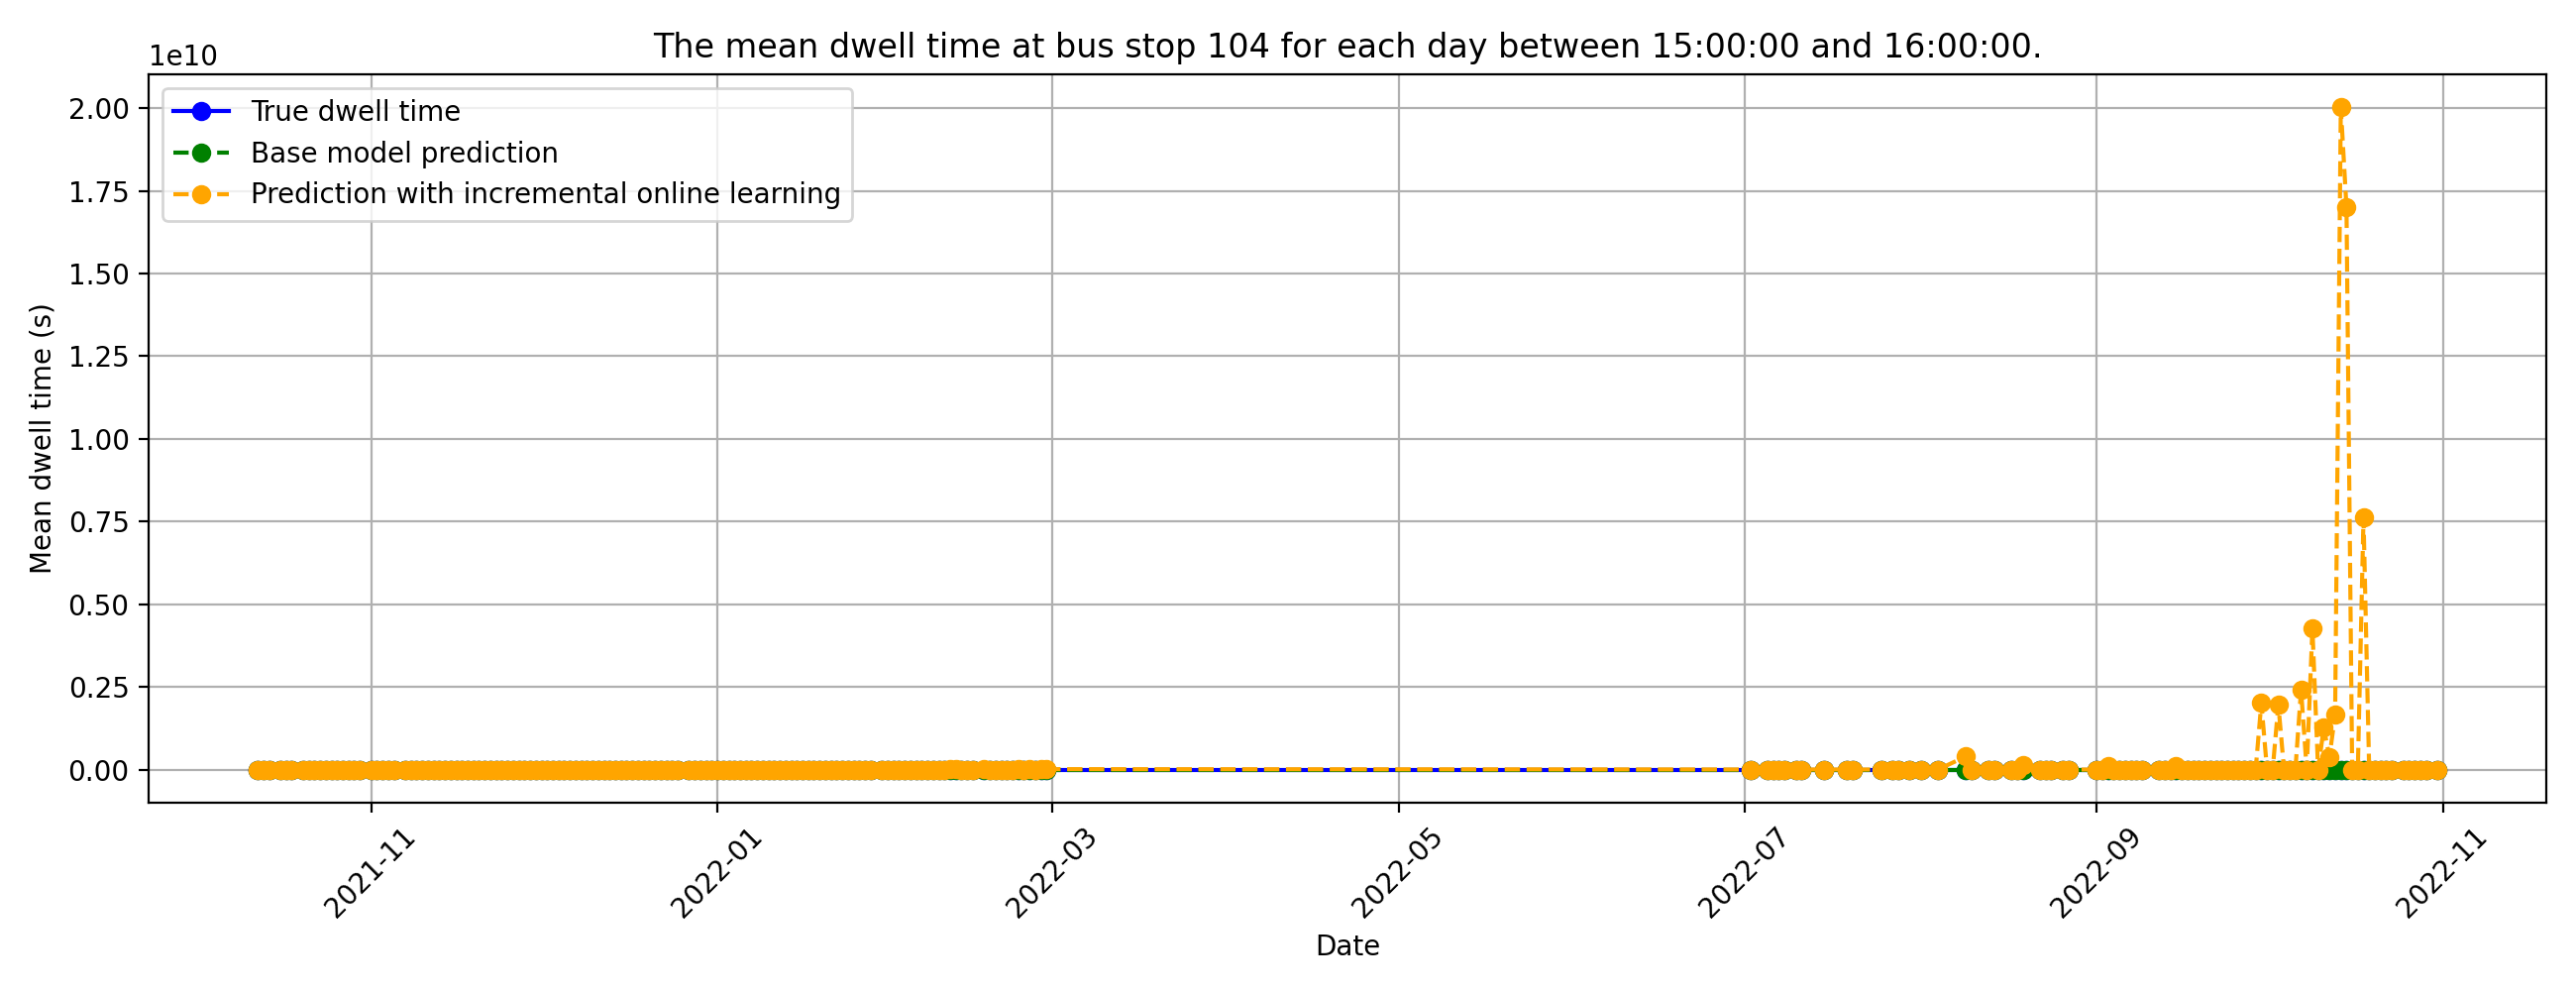 The mean dwell time at bus stop 104 for each day between 15:00:00 and 16:00:00.
1e10
True dwell time
Base model prediction
Prediction with incremental online learning
Mean dwell time (s)
2.00
1.75
1.50
1.25
1.00
0.75
0.50
0.25
0.00
2021-11
2022-01
2022-03
2022-05
2022-07
2022-09
2022-11
Date